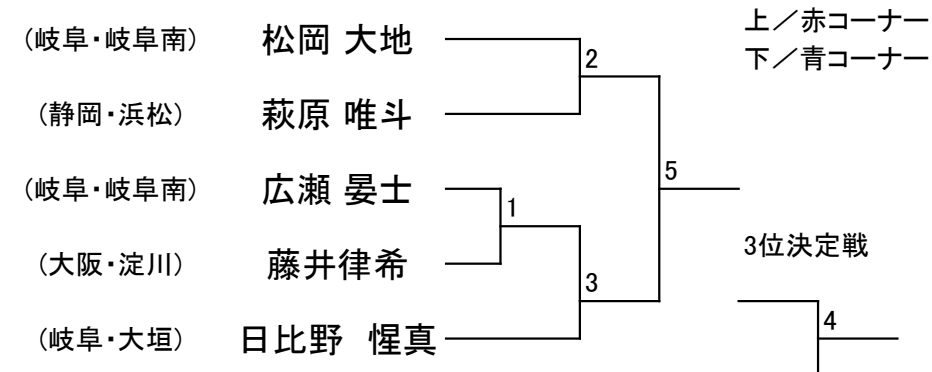 (岐阜・岐阜南) 松岡 大地
2
上／赤コーナー
下／青コーナー
(静岡・浜松) 萩原 唯斗
5
(岐阜・岐阜南) 広瀬 晏士
1
3位決定戦
(大阪・淀川) 藤井律希
3
4
(岐阜・大垣) 日比野 惺真